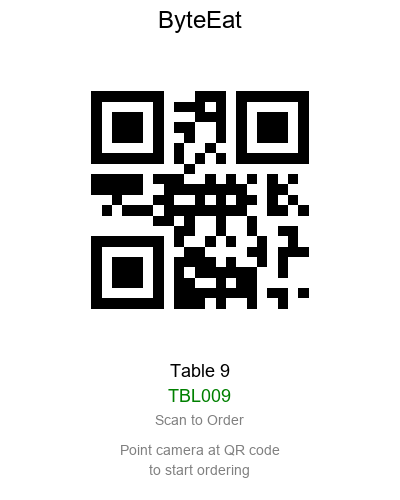 ByteEat
Table 9
TBL009
Scan to Order
Point camera at QR code
to start ordering